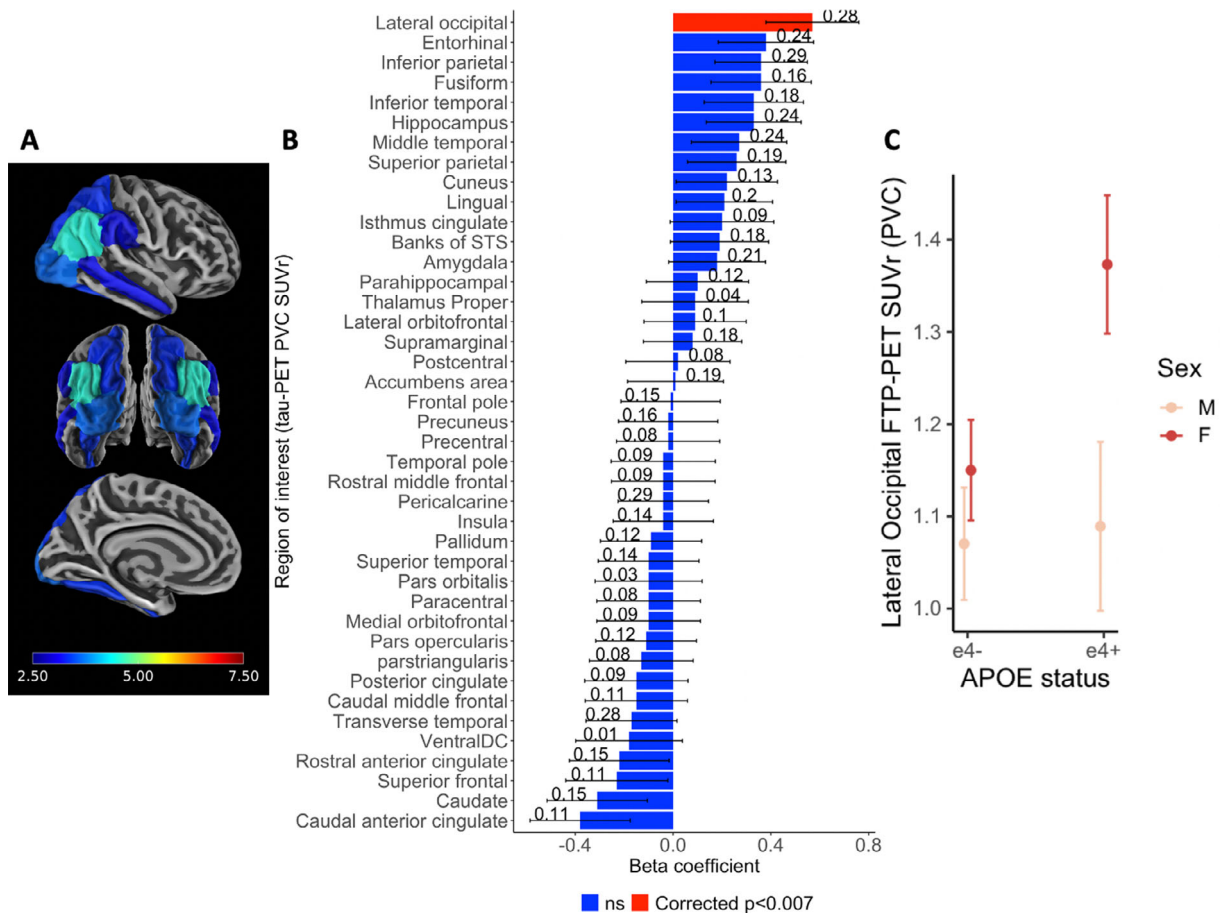 A
2.50 5.00 7.50
B
Region of interest (tau-PET PVC SUVr)
Lateral occipital 0.28
Entorhinal 0.24
Inferior parietal 0.29
Fusiform 0.16
Inferior temporal 0.18
Hippocampus 0.24
Middle temporal 0.24
Superior parietal 0.19
Cuneus 0.13
Lingual 0.2
Isthmus cingulate 0.09
Banks of STS 0.18
Amygdala 0.21
Parahippocampal 0.12
Thalamus Proper 0.04
Lateral orbitofrontal 0.1
Supramarginal 0.18
Postcentral 0.08
Accumbens area 0.19
Frontal pole 0.15
Precuneus 0.16
Precentral 0.08
Temporal pole 0.09
Rostral middle frontal 0.09
Pericalcarine 0.29
Insula 0.14
Pallidum 0.12
Superior temporal 0.14
Pars orbitalis 0.03
Paracentral 0.08
Medial orbitofrontal 0.09
Pars opercularis 0.12
parstriangularis 0.08
Posterior cingulate 0.09
Caudal middle frontal 0.11
Transverse temporal 0.28
VentralDC 0.01
Rostral anterior cingulate 0.15
Superior frontal 0.11
Caudate 0.15
Caudal anterior cingulate 0.11
-0.4 0.0 0.4 0.8
Beta coefficient
ns Corrected p<0.007
C
Lateral Occipital FTP-PET SUVr (PVC)
1.4
1.3
1.2
1.1
1.0
e4- e4+
APOE status
Sex
M
F